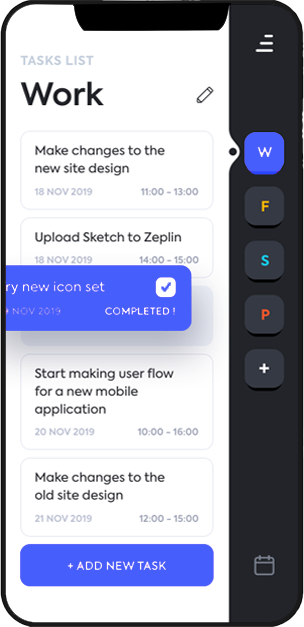 TASKS LIST
Work
Make changes to the
new site design
18 NOV 2019 11:00 - 13:00
Upload Sketch to Zeplin
18 NOV 2019 14:00 - 15:00
new icon set
NOV 2019 COMPLETED !
Start making user flow
for a new mobile
application
20 NOV 2019 10:00 - 16:00
Make changes to the
old site design
21 NOV 2019 12:00 - 15:00
+ ADD NEW TASK
W
F
S
P
+